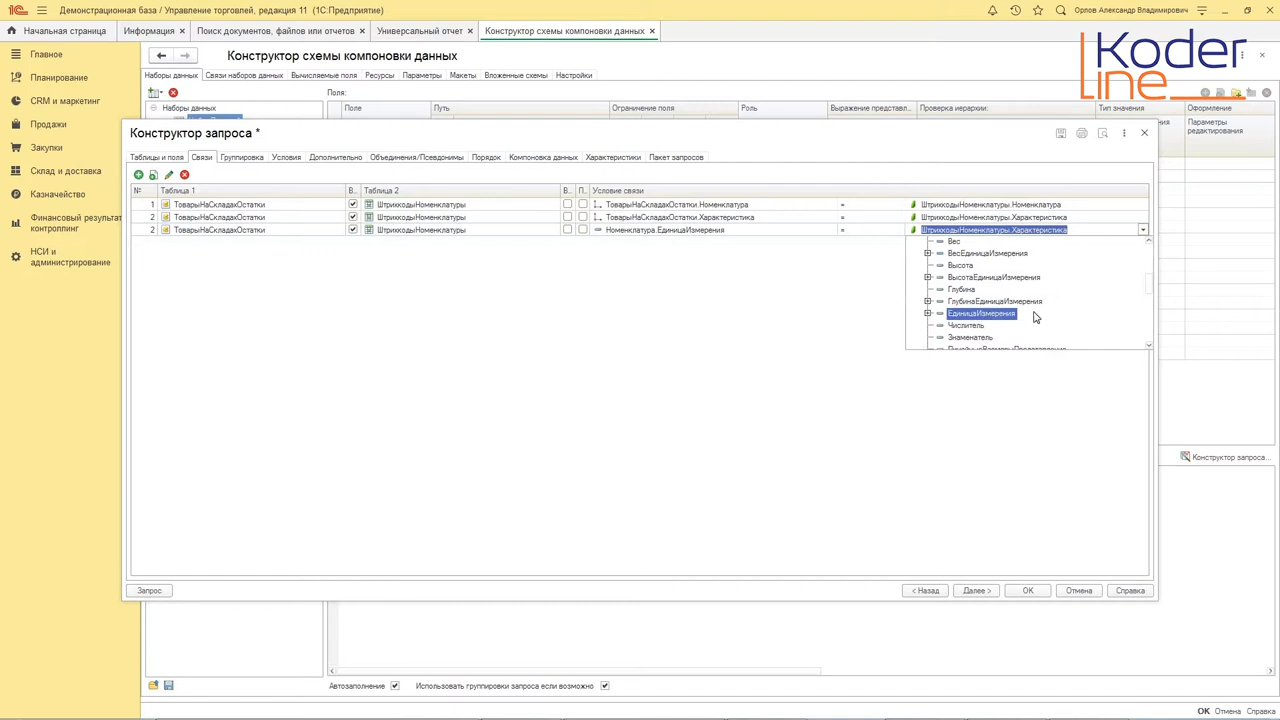 Демонстрационная база / Управление торговлей, редакция 11 (1С:Предприятие)
Орлов Александр Владимирович
Начальная страница
Информация ×
Поиск документов, файлов или отчетов ×
Универсальный отчет ×
Конструктор схемы компоновки данных ×
Koder
line
Главное
Планирование
CRM и маркетинг
Продажи
Закупки
Склад и доставка
Казначейство
Финансовый результат
контроллинг
НСИ и
администрирование
Конструктор схемы компоновки данных
Наборы данных
Связи наборов данных
Вычисляемые поля
Ресурсы
Параметры
Макеты
Вложенные схемы
Настройки
Поля:
Наборы данных
Поле
Путь
Ограничение поля
Роль
Выражение представл...
Проверка иерархии:
Тип значения
Оформление
Параметры
редактирования
Конструктор запроса *
Таблицы и поля
Связи
Группировка
Условия
Дополнительно
Объединения/Псевдонимы
Порядок
Компоновка данных
Характеристики
Пакет запросов
№ Таблица 1 В... Таблица 2 В... П... Условие связи
1 ТоварыНаСкладахОстатки ШтрихкодыНоменклатуры ТоварыНаСкладахОстатки.Номенклатура = ШтрихкодыНоменклатуры.Номенклатура
2 ТоварыНаСкладахОстатки ШтрихкодыНоменклатуры ТоварыНаСкладахОстатки.Характеристика = ШтрихкодыНоменклатуры.Характеристика
2 ТоварыНаСкладахОстатки ШтрихкодыНоменклатуры Номенклатура.ЕдиницаИзмерения = ШтрихкодыНоменклатуры.Характеристика
Вес
ВесЕдиницаИзмерения
Высота
ВысотаЕдиницаИзмерения
Глубина
ГлубинаЕдиницаИзмерения
ЕдиницаИзмерения
Числитель
Знаменатель
Конструктор запроса...
Запрос
< Назад
Далее >
ОК
Отмена
Справка
Автозаполнение
Использовать группировки запроса если возможно
ОК Отмена Справка